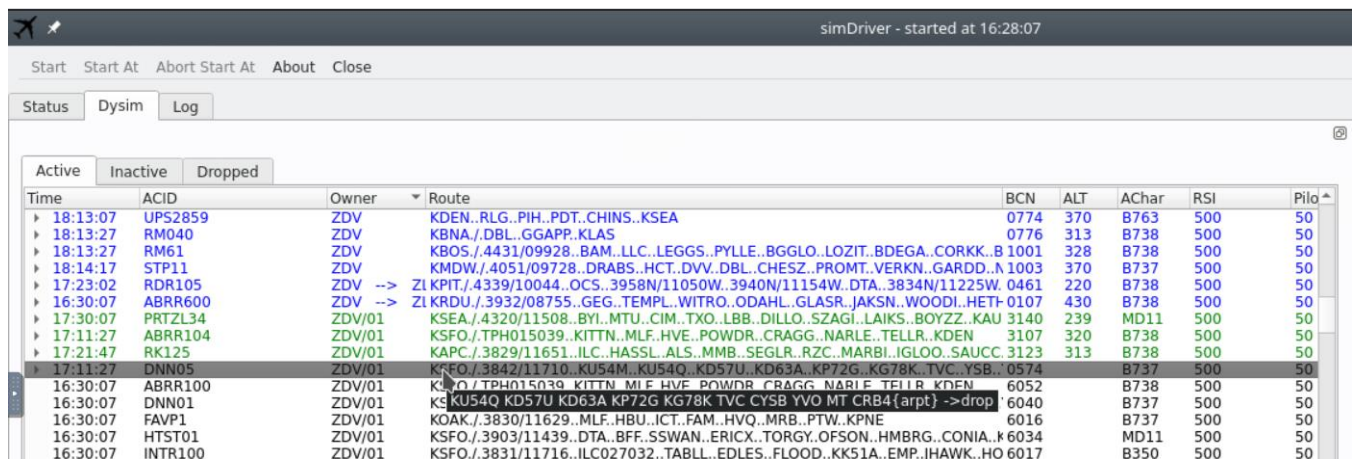 simDriver - started at 16:28:07
Start Start At Abort Start At About Close
Status Dysim Log
Active Inactive Dropped
Time ACID Owner Route BCN ALT AChar RSI Pilo
18:13:07 UPS2859 ZDV KDEN..RLG..PIH..PDT..CHINS..KSEA 0774 370 B763 500 50
18:13:27 RM040 ZDV KBNA./.DBL..GGAPP..KLAS 0776 313 B738 500 50
18:13:27 RM61 ZDV KBOS./.4431/09928..BAM..LLC..LEGGS..PYLLE..BGGLO..LOZIT..BDEGA..CORKK..B 1001 328 B738 500 50
18:14:17 STP11 ZDV KMDW./.4051/09728..DRABS..HCT..DVV..DBL..CHESZ..PROMT..VERKN..GARDD..N 1003 370 B737 500 50
17:23:02 RDR105 ZDV --> ZL KPIT./.4339/10044..OCS..3958N/11050W..3940N/11154W..DTA..3834N/11225W. 0461 220 B738 500 50
16:30:07 ABRR600 ZDV --> ZL KRDU./.3932/08755..GEG..TEMPL..WITRO..ODAHL..GLASR..JAKSN..WOODI..HETH 0107 430 B738 500 50
17:30:07 PRTZL34 ZDV/01 KSEA./.4320/11508..BYI..MTU..CIM..TXO..LBB..DILLO..SZAGI..LAIKS..BOYZZ..KAU 3140 239 MD11 500 50
17:11:27 ABRR104 ZDV/01 KSFO./.TPH015039..KITTN..MLF..HVE..POWDR..CRAGG..NARLE..TELLR..KDEN 3107 320 B738 500 50
17:21:47 RK125 ZDV/01 KAPC./.3829/11651..ILC..HASSL..ALS..MMB..SEGLR..RZC..MARBI..IGLOO..SAUCC. 3123 313 B738 500 50
17:11:27 DNN05 ZDV/01 KSFO./.3842/11710..KU54M..KU54Q..KD57U..KD63A..KP72G..KG78K..TVC..YSB.. 0574 B737 500 50
16:30:07 ABRR100 ZDV/01 KSFO./.TPH015039..KITTN..MLF..HVE..POWDR..CRAGG..NARLE..TELLR..KDEN 6052 B738 500 50
16:30:07 DNN01 ZDV/01 KS KU54Q KD57U KD63A KP72G KG78K TVC CYSB YVO MT CRB4{arpt} ->drop 6040 B737 500 50
16:30:07 FAVP1 ZDV/01 KOAK./.3830/11629..MLF..HBU..ICT..FAM..HVQ..MRB..PTW..KPNE 6016 B737 500 50
16:30:07 HTST01 ZDV/01 KSFO./.3903/11439..DTA..BFF..SSWAN..ERICX..TORGY..OFSON..HMBRG..CONIA..K 6034 MD11 500 50
16:30:07 INTR100 ZDV/01 KSFO./.3831/11716..ILC027032..TABLL..EDLES..FLOOD..KK51A..EMP..IHAWK..HO 6017 B350 500 50